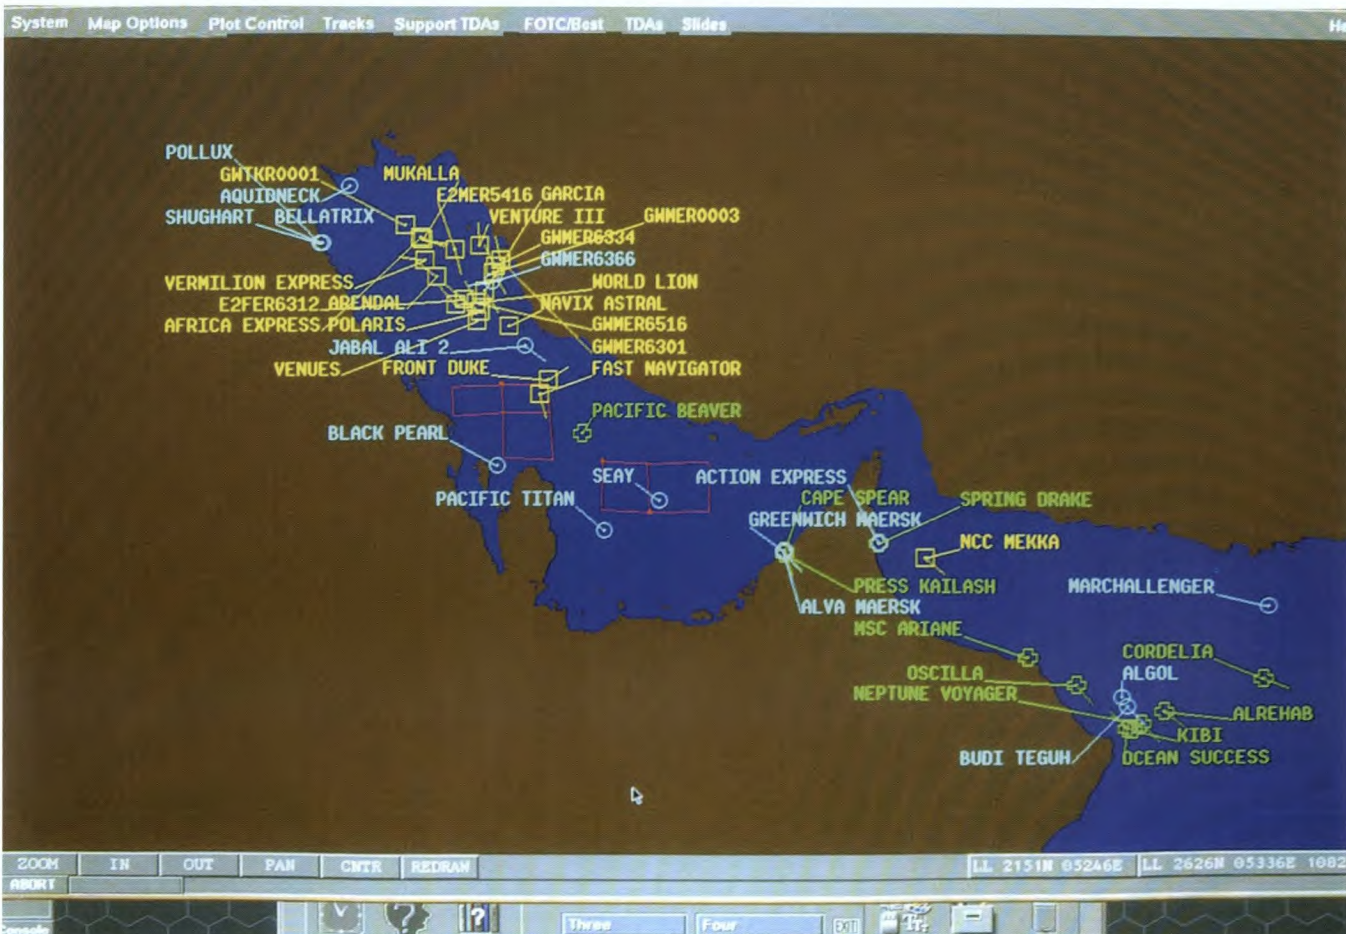 System Map Options Plot Control Tracks Support TDAs FOTC/Best TDAs Slides He
POLLUX
GWTKR0001 MUKALLA
AQUIDNECK E2MER5416 GARCIA
SHUGHART BELLATRIX VENTURE III GWMER0003
GWMER6334
GWMER6366
VERMILION EXPRESS WORLD LION
E2FER6312 ARENDAL NAVIX ASTRAL
AFRICA EXPRESS POLARIS GWMER6516
JABAL ALI 2 GWMER6301
VENUES FRONT DUKE FAST NAVIGATOR
PACIFIC BEAVER
BLACK PEARL
SEAY ACTION EXPRESS
PACIFIC TITAN CAPE SPEAR SPRING DRAKE
GREENWICH MAERSK
NCC MEKKA
PRESS KAILASH MARCHALLENGER
ALVA MAERSK
MSC ARIANE
CORDELIA
OSCILLA ALGOL
NEPTUNE VOYAGER
ALREHAB
KIBI
BUDI TEGUH OCEAN SUCCESS
ZOOM IN OUT PAN CNTR REDRAW LL 2151N 05246E LL 2626N 05336E 1082
ABORT
Console Three Four EXIT